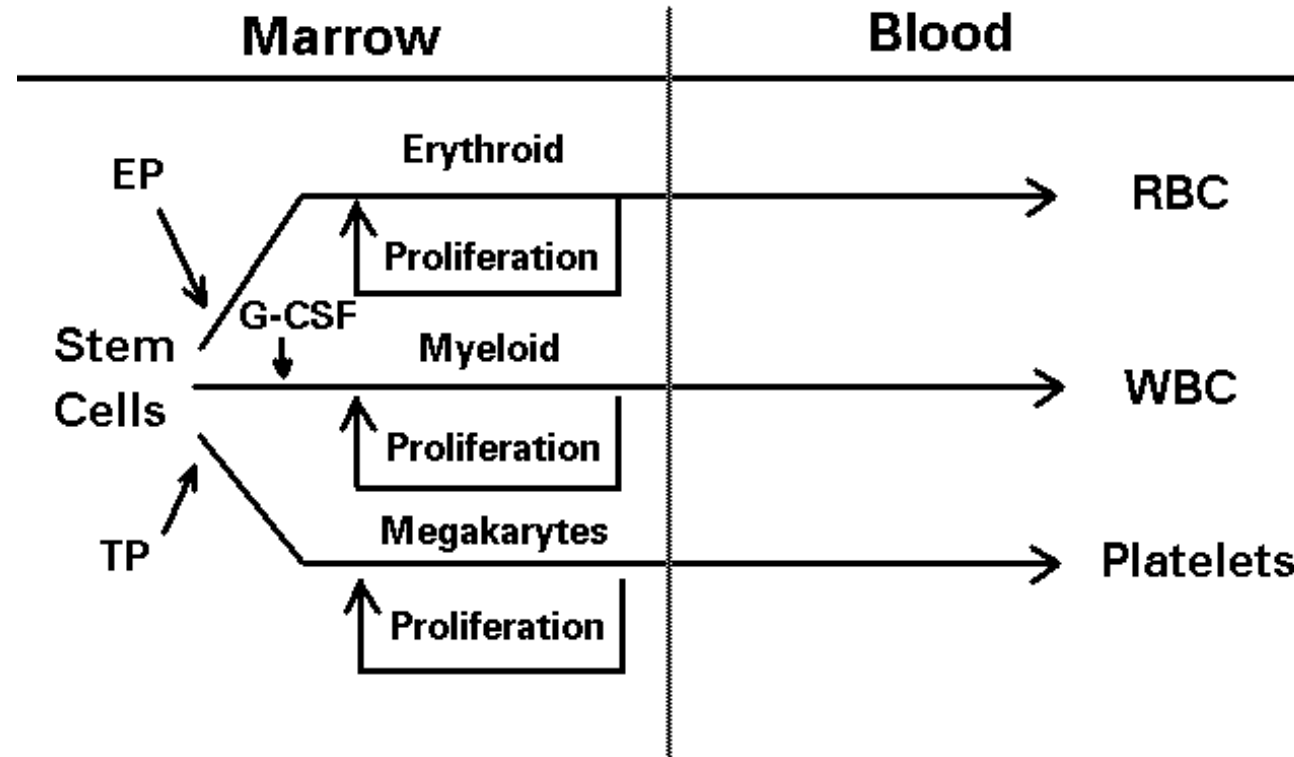 Marrow Blood
Erythroid
EP
RBC
Proliferation
G-CSF
Stem
Cells
Myeloid
WBC
Proliferation
Megakarytes
TP
Platelets
Proliferation